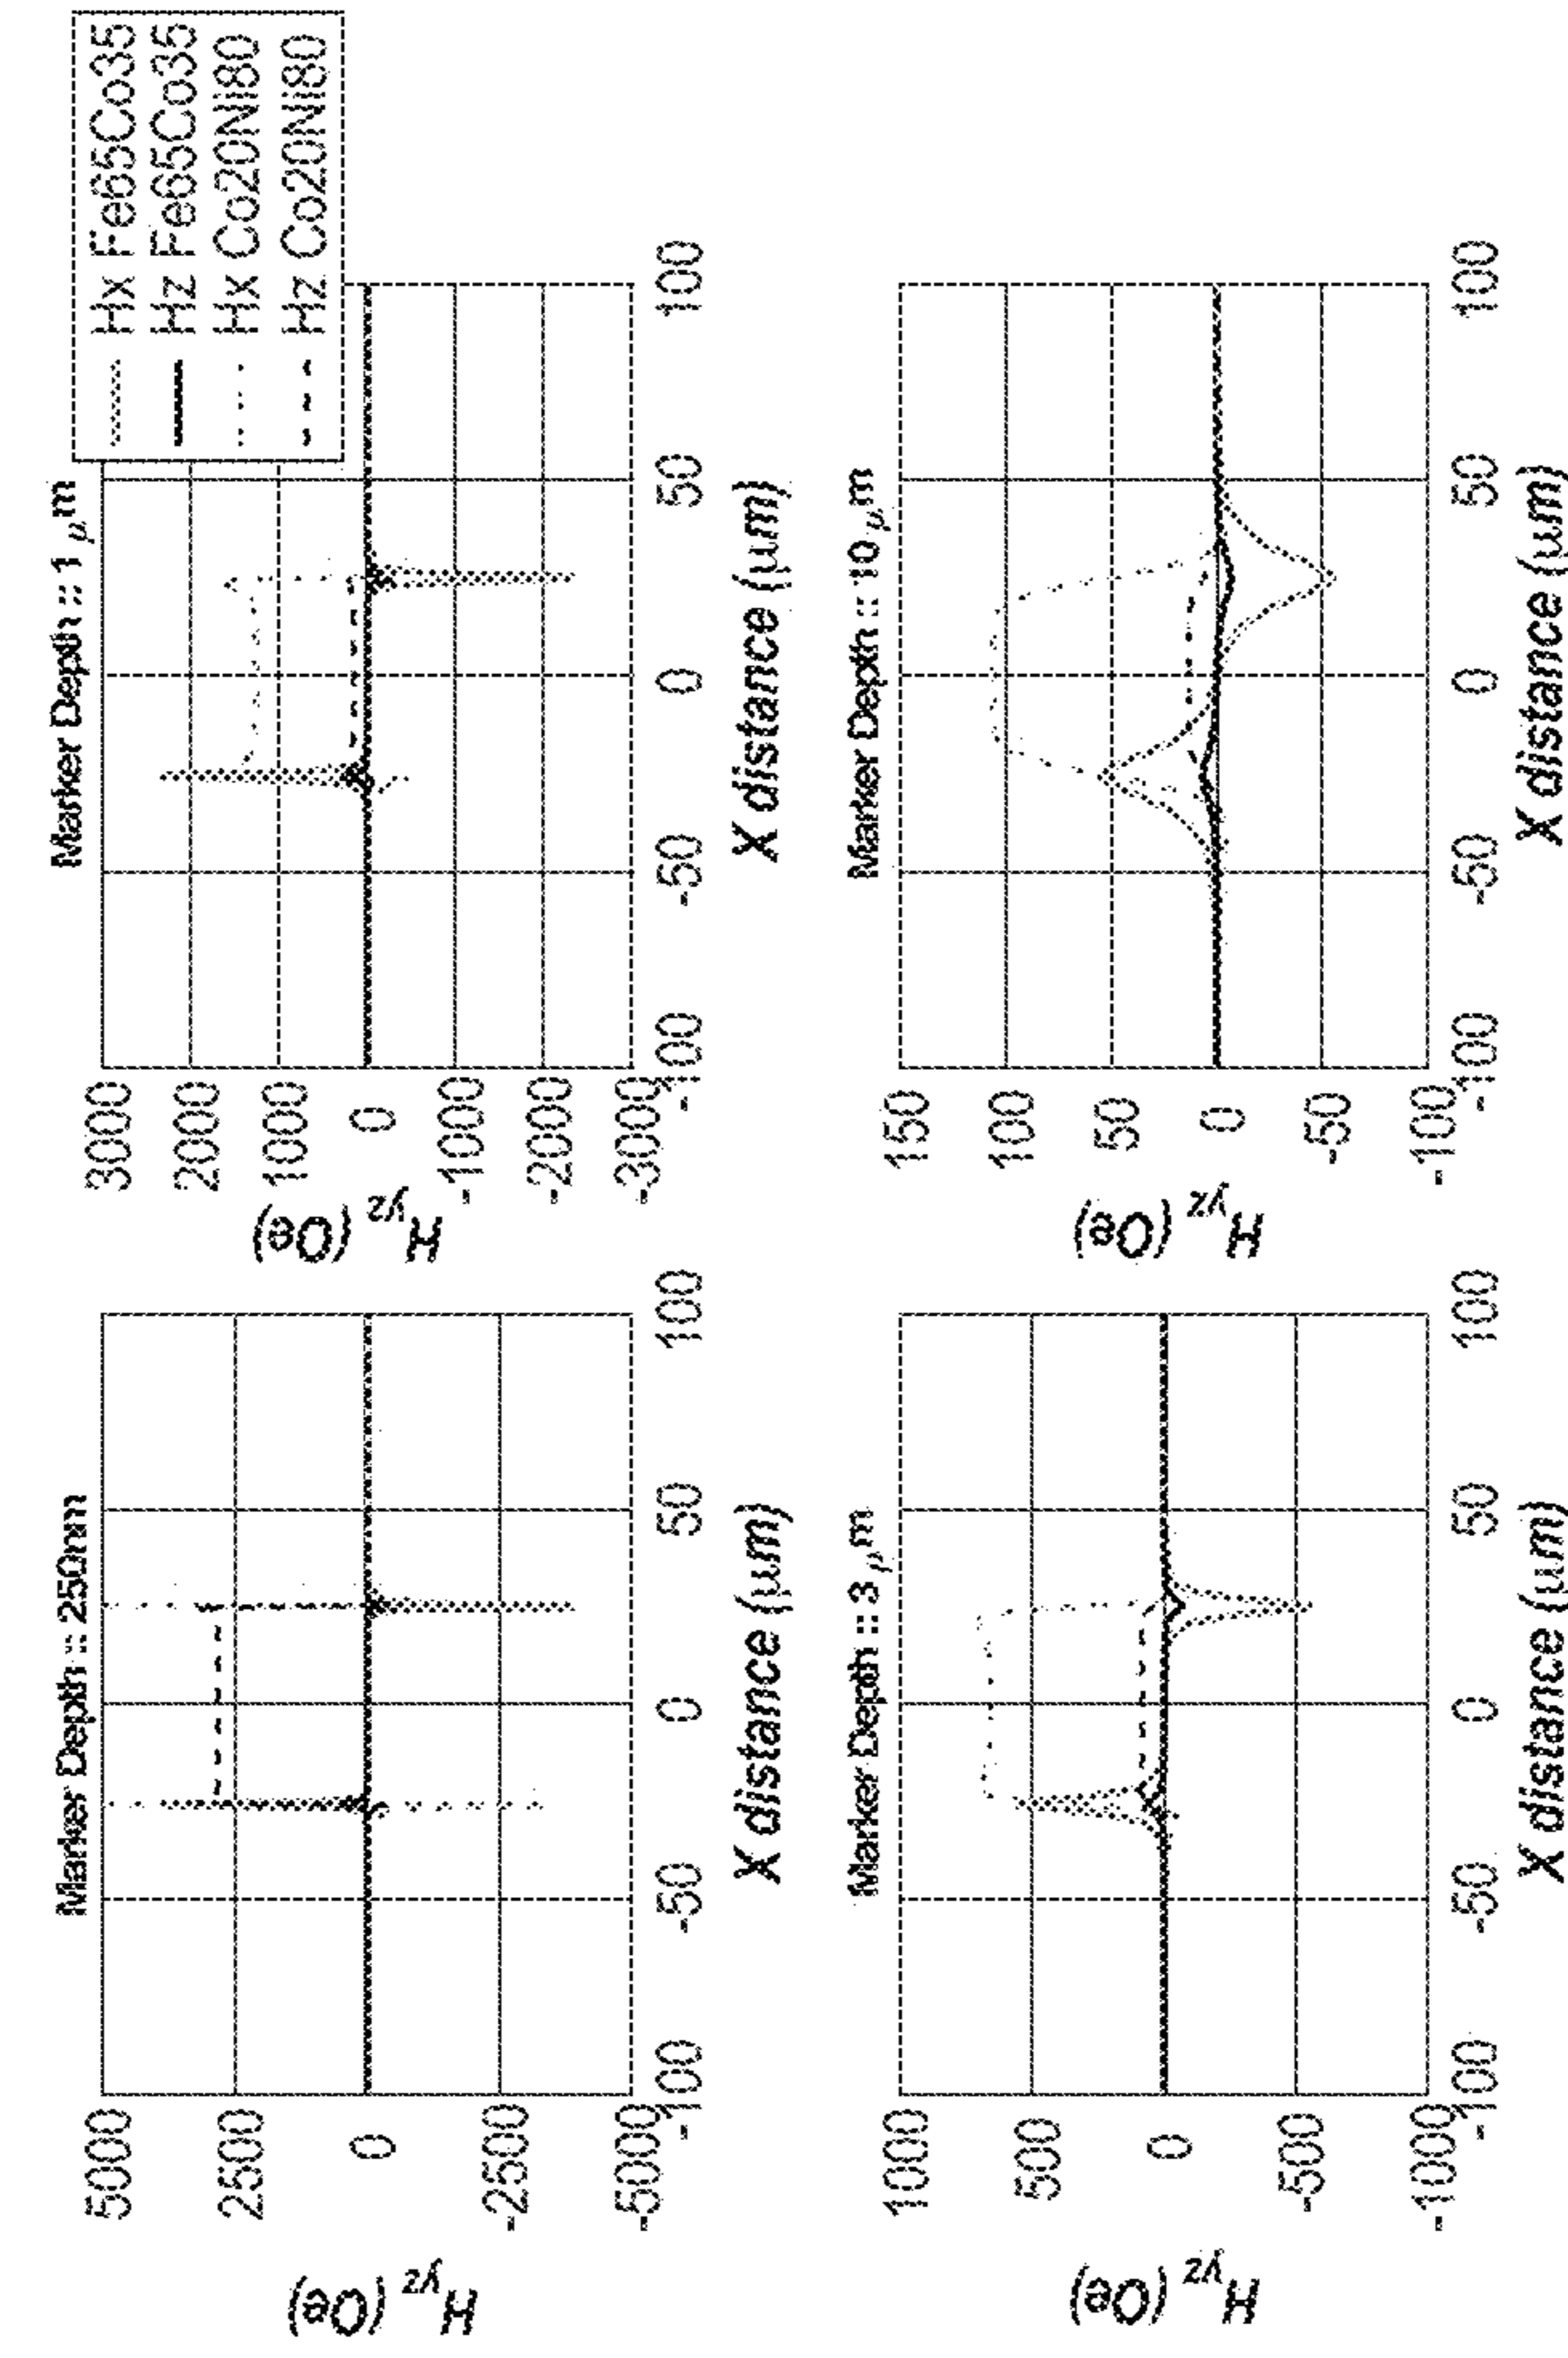 Marker Depth :: 250nm
5000
2500
0
-2500
-5000
H yz (Oe)
-100
-50
0
50
100
X distance (μm)
Marker Depth :: 1 μm
3000
2000
1000
0
-1000
-2000
-3000
H yz (Oe)
-100
-50
0
50
100
X distance (μm)
Hx Fe65Co35
Hz Fe65Co35
Hx Co20Ni80
Hz Co20Ni80
Marker Depth :: 3 μm
1000
500
0
-500
-1000
H yz (Oe)
-100
-50
0
50
100
X distance (μm)
Marker Depth :: 10 μm
150
100
50
0
-50
-100
H yz (Oe)
-100
-50
0
50
100
X distance (μm)